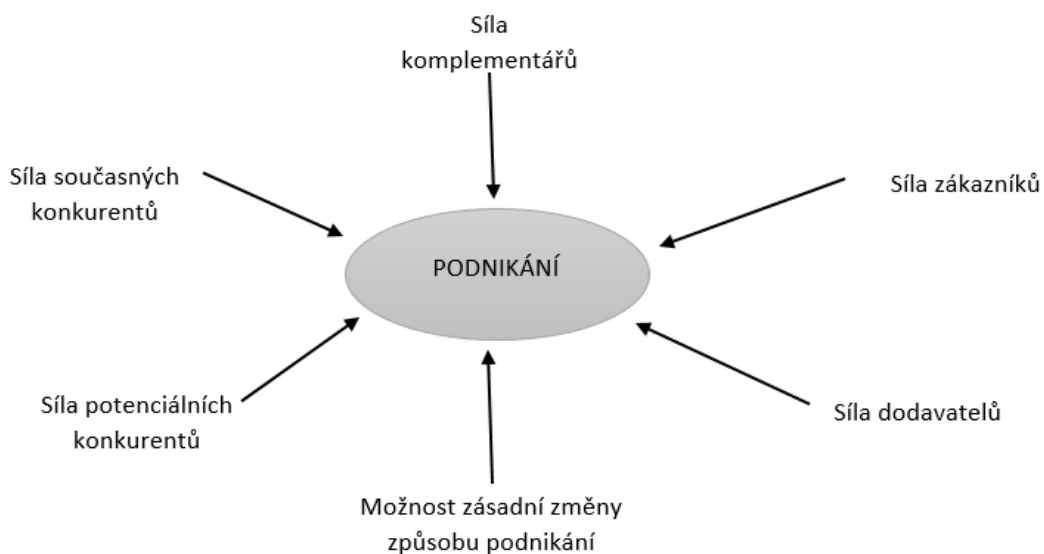 Síla
komplementářů
Síla současných
konkurentů
Síla zákazníků
PODNIKÁNÍ
Síla potenciálních
konkurentů
Síla dodavatelů
Možnost zásadní změny
způsobu podnikání